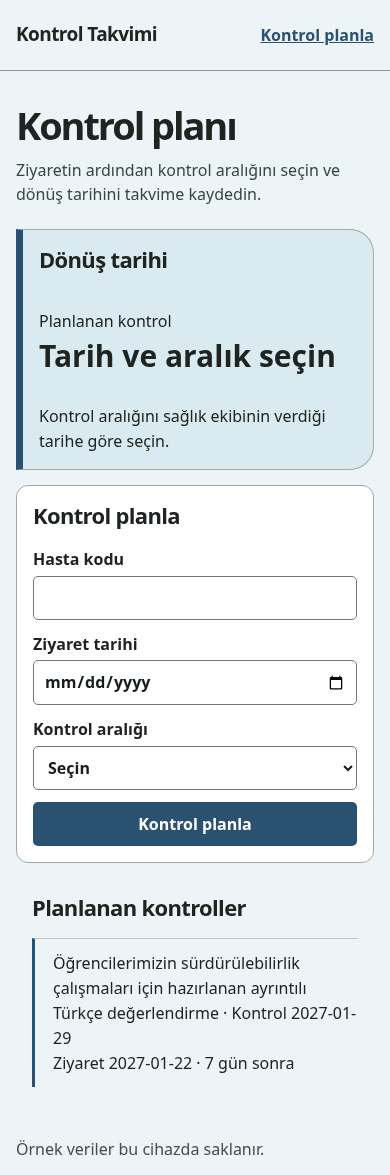 Kontrol Takvimi
Kontrol planla
Kontrol planı
Ziyaretin ardından kontrol aralığını seçin ve
dönüş tarihini takvime kaydedin.
Dönüş tarihi
Planlanan kontrol
Tarih ve aralık seçin
Kontrol aralığını sağlık ekibinin verdiği
tarihe göre seçin.
Kontrol planla
Hasta kodu
Ziyaret tarihi
mm/dd/yyyy
Kontrol aralığı
Seçin
Kontrol planla
Planlanan kontroller
Öğrencilerimizin sürdürülebilirlik
çalışmaları için hazırlanan ayrıntılı
Türkçe değerlendirme · Kontrol 2027-01-
29
Ziyaret 2027-01-22 · 7 gün sonra
Örnek veriler bu cihazda saklanır.